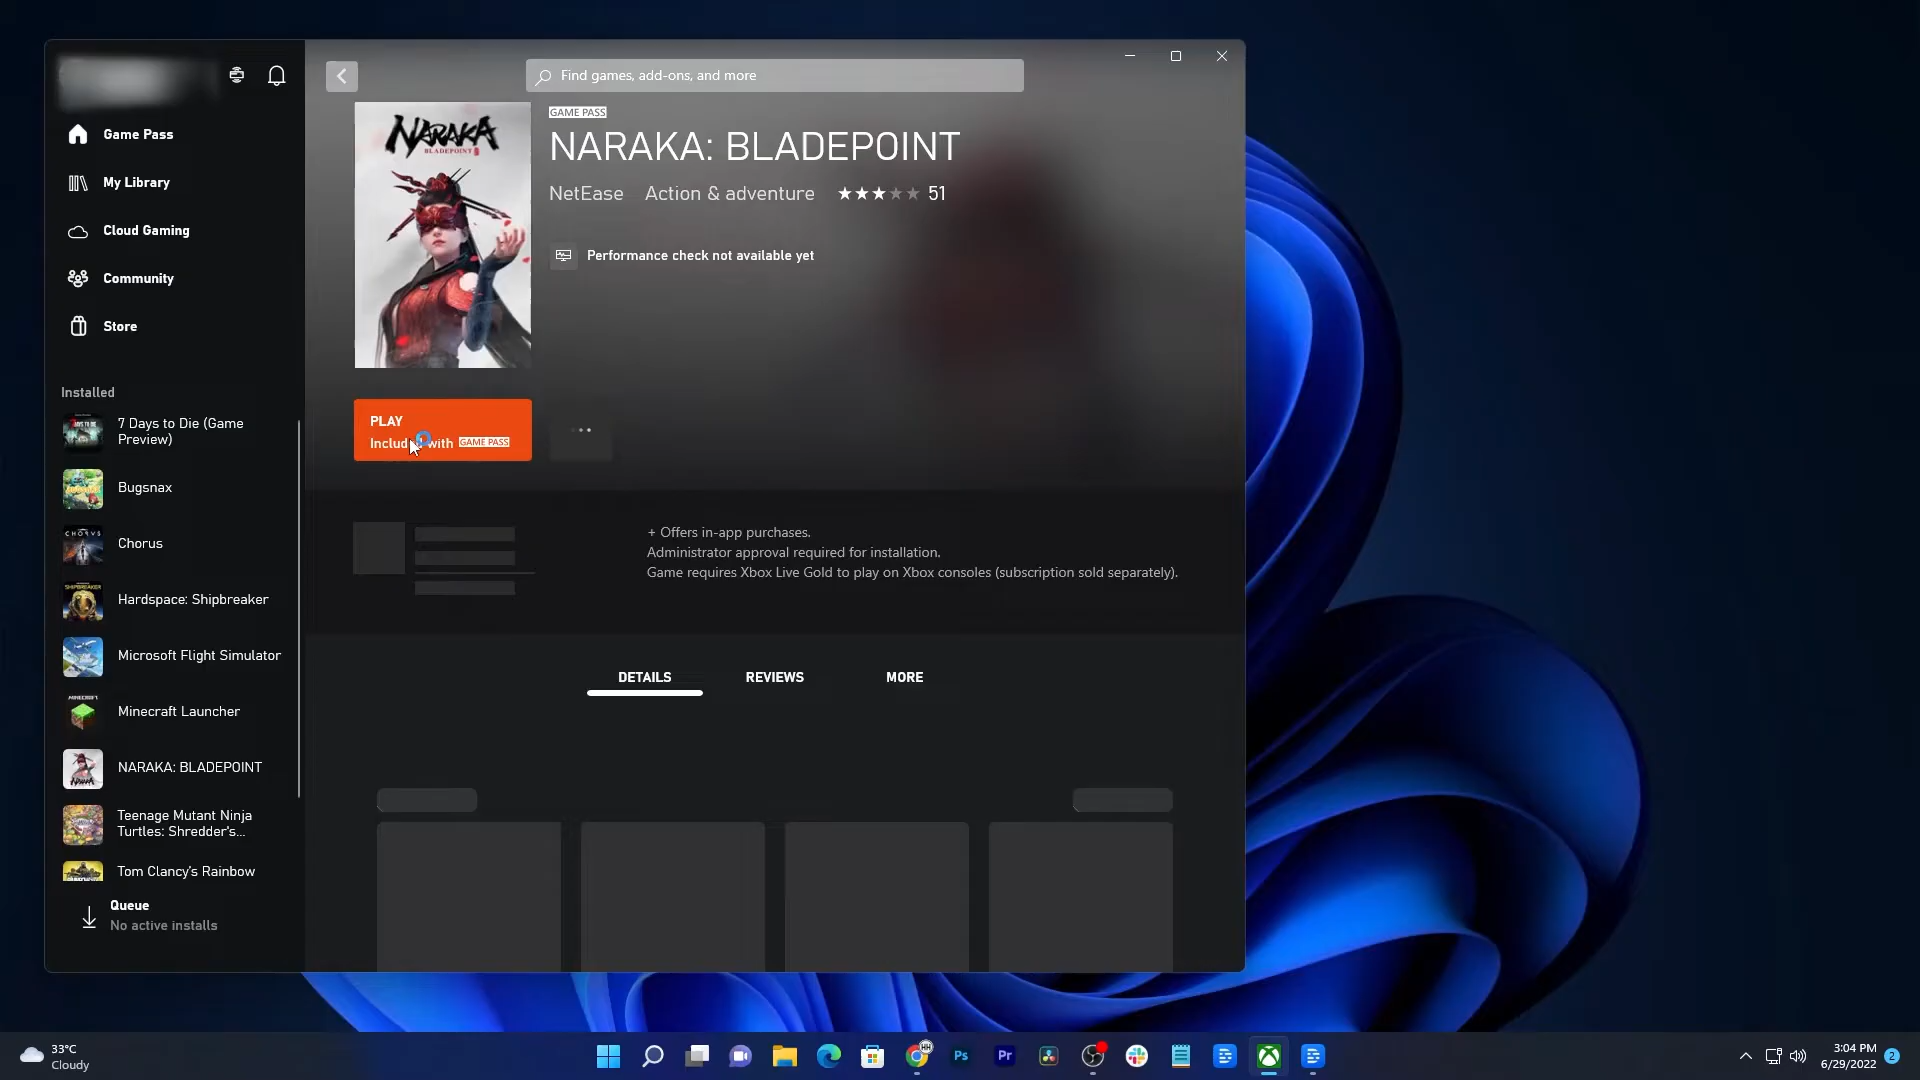 Game Pass
My Library
Cloud Gaming
Community
Store
Installed
7 Days to Die (Game
Preview)
Bugsnax
CHORVS
Chorus
Hardspace: Shipbreaker
Microsoft Flight Simulator
MINECRAFT
Minecraft Launcher
NARAKA: BLADEPOINT
Teenage Mutant Ninja
Turtles: Shredder's...
Tom Clancy's Rainbow
Queue
No active installs
Find games, add-ons, and more
NARAKA
BLADEPOINT
GAME PASS
NARAKA: BLADEPOINT
NetEase Action & adventure 51
Performance check not available yet
PLAY
Included with GAME PASS
+ Offers in-app purchases.
Administrator approval required for installation.
Game requires Xbox Live Gold to play on Xbox consoles (subscription sold separately).
DETAILS REVIEWS MORE
33°C
Cloudy
HH
Ps
Pr
3:04 PM
6/29/2022
2